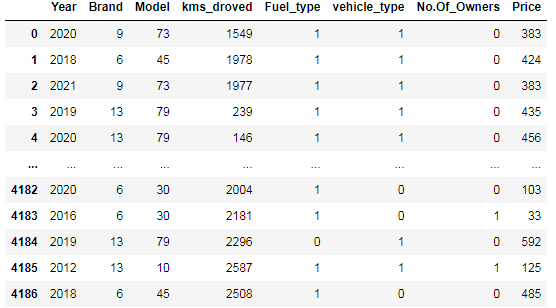 Year Brand Model kms_droved Fuel_type vehicle_type No.Of_Owners Price
0 2020 9 73 1549 1 1 0 383
1 2018 6 45 1978 1 1 0 424
2 2021 9 73 1977 1 1 0 383
3 2019 13 79 239 1 1 0 435
4 2020 13 79 146 1 1 0 456
... ... ... ... ... ... ... ... ...
4182 2020 6 30 2004 1 0 0 103
4183 2016 6 30 2181 1 0 1 33
4184 2019 13 79 2296 0 1 0 592
4185 2012 13 10 2587 1 1 1 125
4186 2018 6 45 2508 1 0 0 485